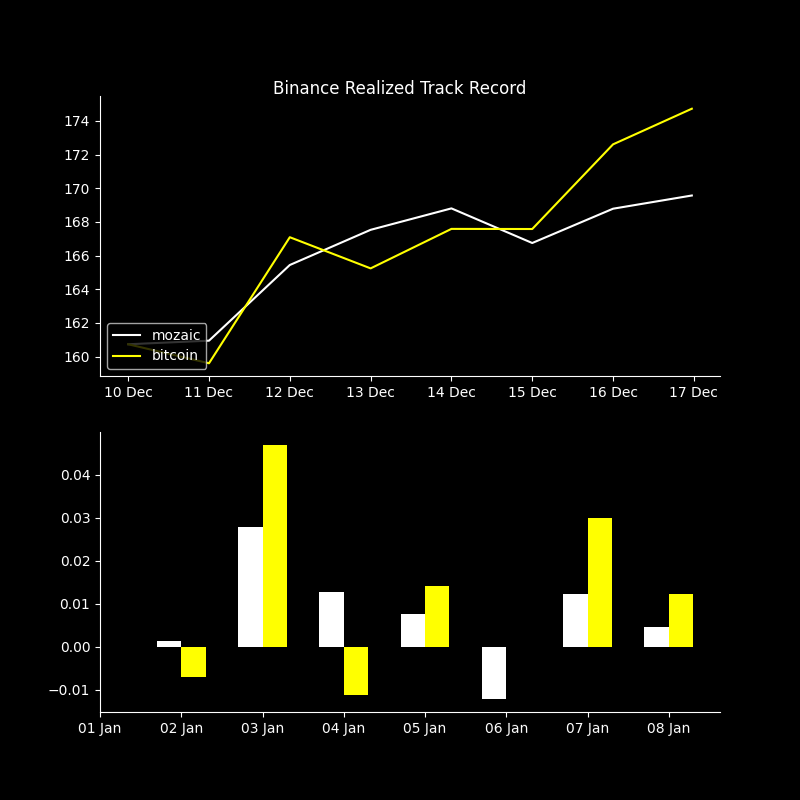 Binance Realized Track Record
174
172
170
168
166
164
162
160
mozaic
bitcoin
10 Dec 11 Dec 12 Dec 13 Dec 14 Dec 15 Dec 16 Dec 17 Dec
0.04
0.03
0.02
0.01
0.00
−0.01
01 Jan 02 Jan 03 Jan 04 Jan 05 Jan 06 Jan 07 Jan 08 Jan